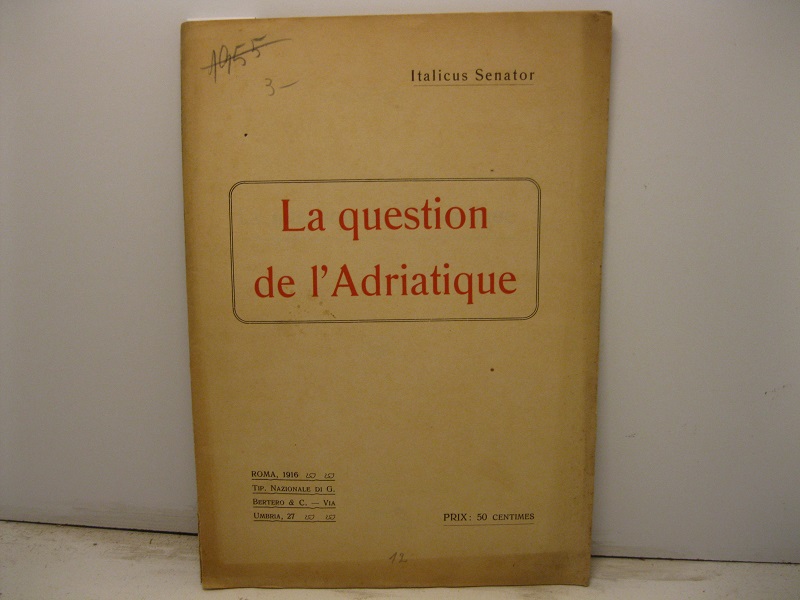 1955
3-
Italicus Senator
La question
de l'Adriatique
ROMA, 1916
TIP. NAZIONALE DI G.
BERTERO & C. — VIA
UMBRIA, 27
PRIX : 50 CENTIMES
12